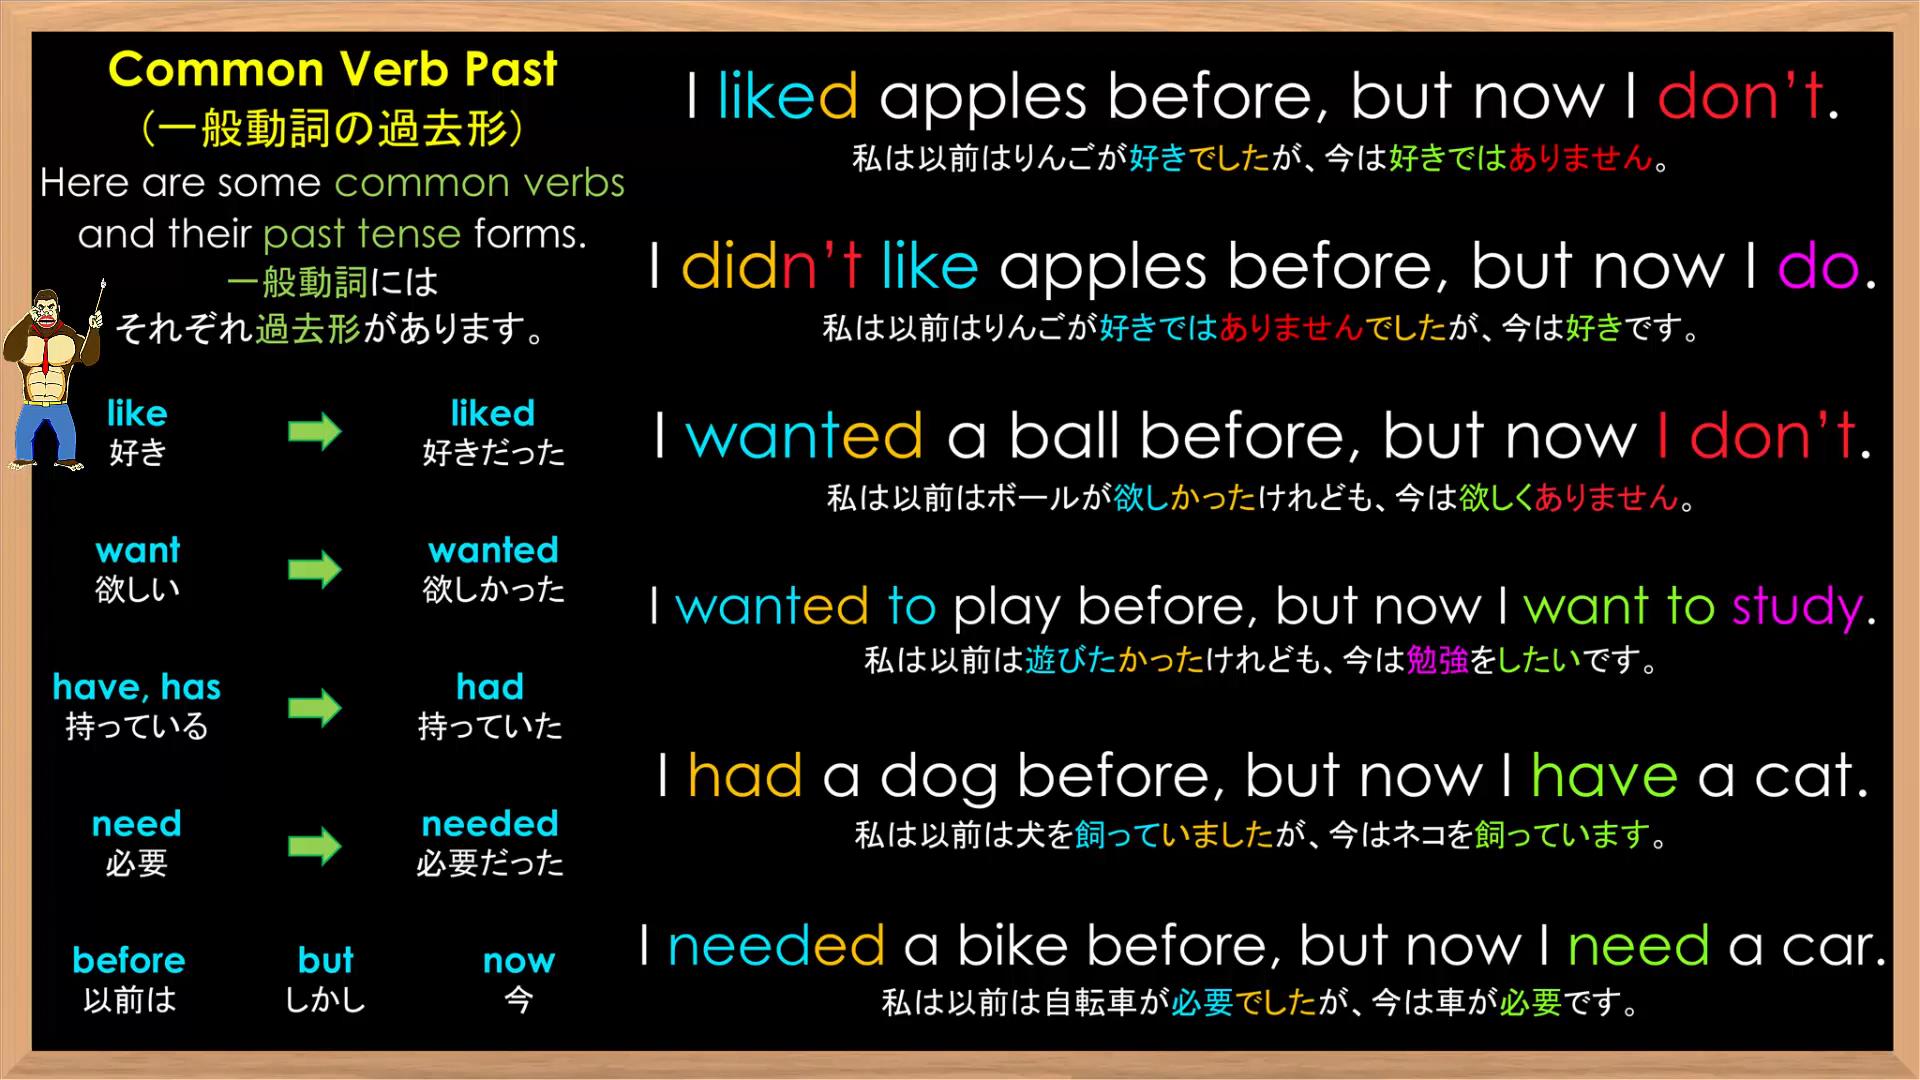 Common Verb Past
（一般動詞の過去形）
Here are some common verbs
and their past tense forms.
一般動詞には
それぞれ過去形があります。
like
好き
liked
好きだった
want
欲しい
wanted
欲しかった
have, has
持っている
had
持っていた
need
必要
needed
必要だった
before
以前は
but
しかし
now
今
I liked apples before, but now I don’t.
私は以前はりんごが好きでしたが、今は好きではありません。
I didn’t like apples before, but now I do.
私は以前はりんごが好きではありませんでしたが、今は好きです。
I wanted a ball before, but now I don’t.
私は以前はボールが欲しかったけれども、今は欲しくありません。
I wanted to play before, but now I want to study.
私は以前は遊びたかったけれども、今は勉強をしたいです。
I had a dog before, but now I have a cat.
私は以前は犬を飼っていましたが、今はネコを飼っています。
I needed a bike before, but now I need a car.
私は以前は自転車が必要でしたが、今は車が必要です。